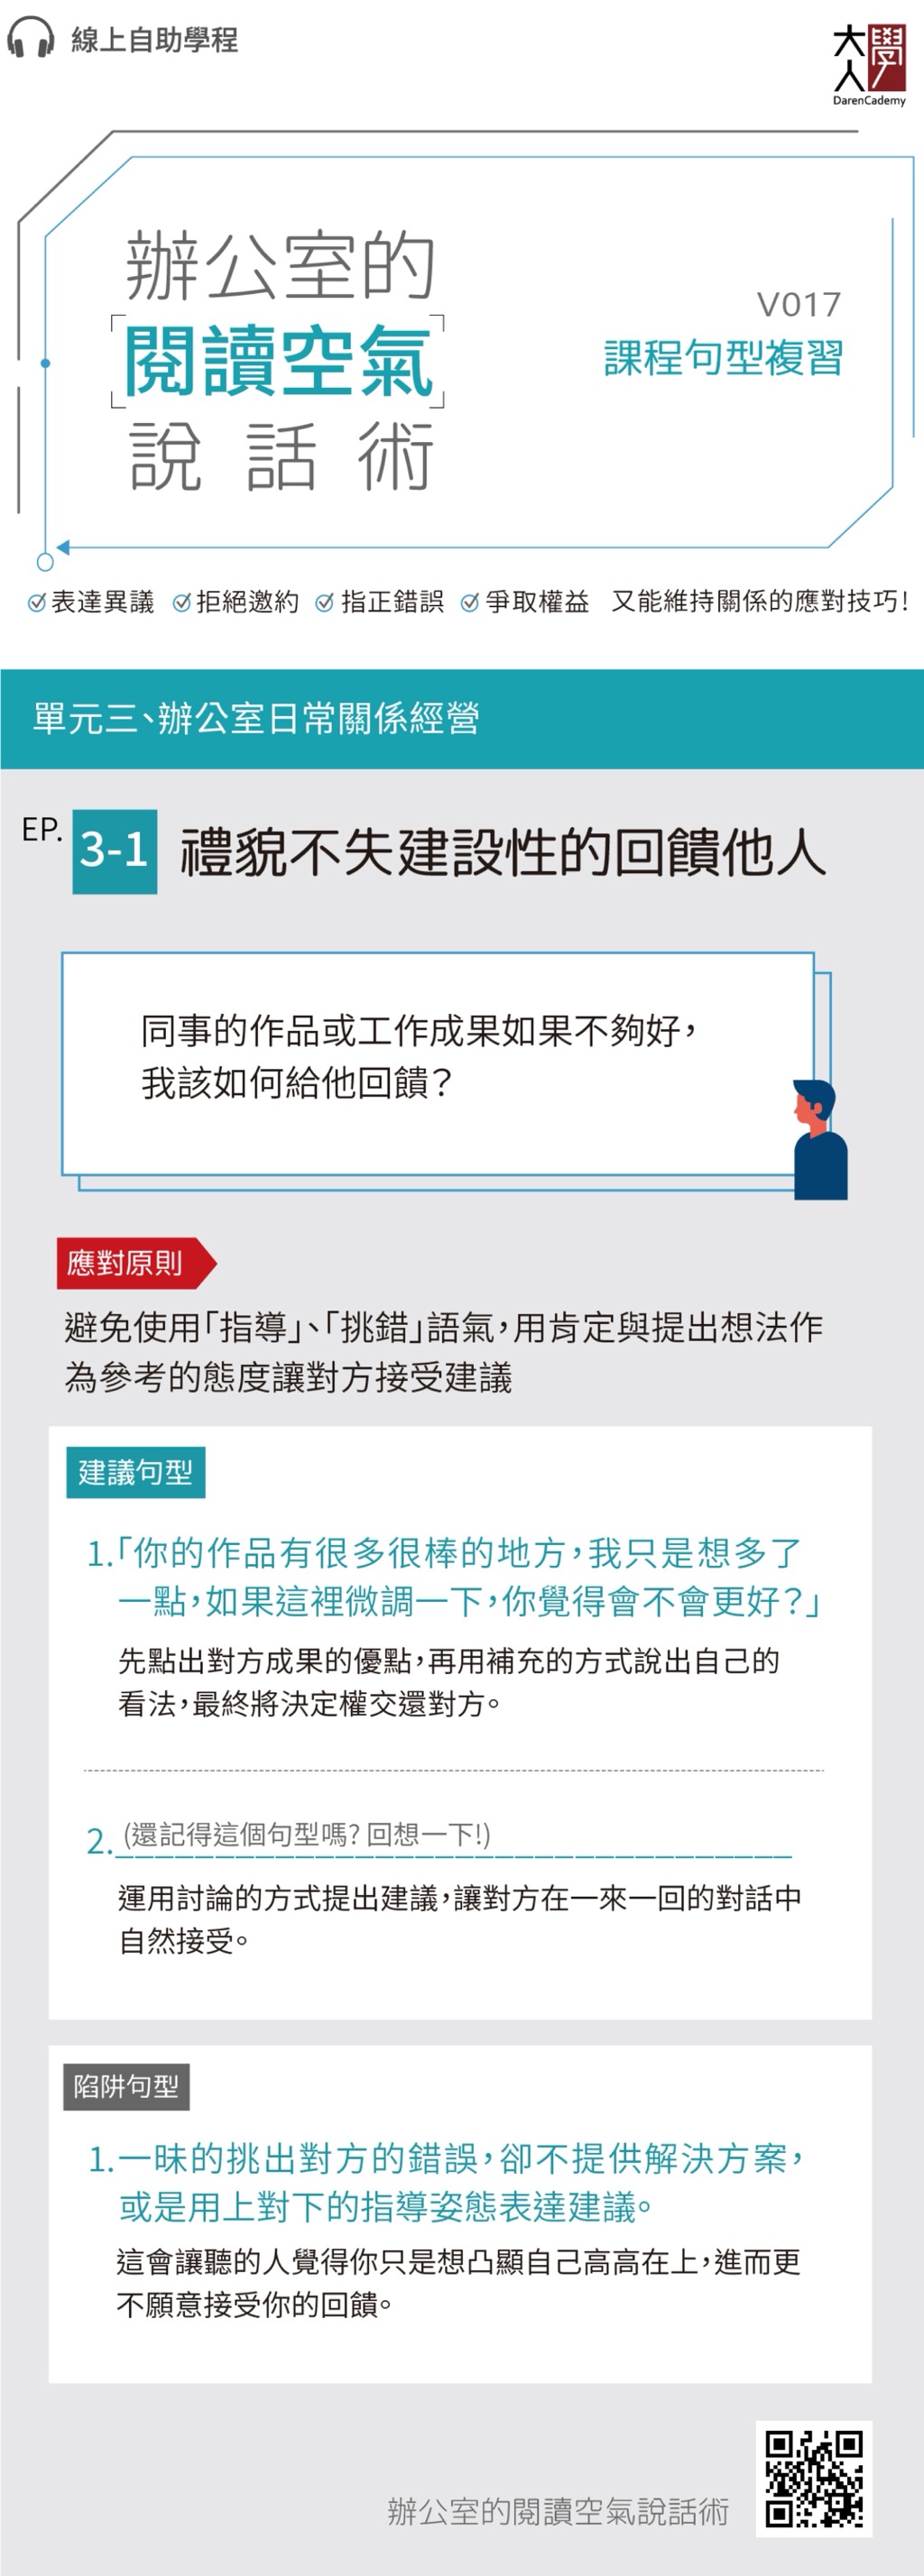 線上自助學程
大人學
DarenCademy
辦公室的
閱讀空氣
說話術
V017
課程句型複習
表達異議 指正錯誤 拒絕邀約 爭取權益 又能維持關係的應對技巧!
單元三、辦公室日常關係經營
EP. 3-1 禮貌不失建設性的回饋他人
同事的作品或工作成果如果不夠好，
我該如何給他回饋？
應對原則
避免使用「指導」、「挑錯」語氣，用肯定與提出想法作
為參考的態度讓對方接受建議
建議句型
1.「你的作品有很多很棒的地方，我只是想多了
一點，如果這裡微調一下，你覺得會不會更好？」
先點出對方成果的優點，再用補充的方式說出自己的
看法，最終將決定權交還對方。
2. (還記得這個句型嗎? 回想一下!)
運用討論的方式提出建議，讓對方在一來一回的對話中
自然接受。
陷阱句型
1.一昧的挑出對方的錯誤，卻不提供解決方案，
或是用上對下的指導姿態表達建議。
這會讓聽的人覺得你只是想凸顯自己高高在上，進而更
不願意接受你的回饋。
辦公室的閱讀空氣說話術